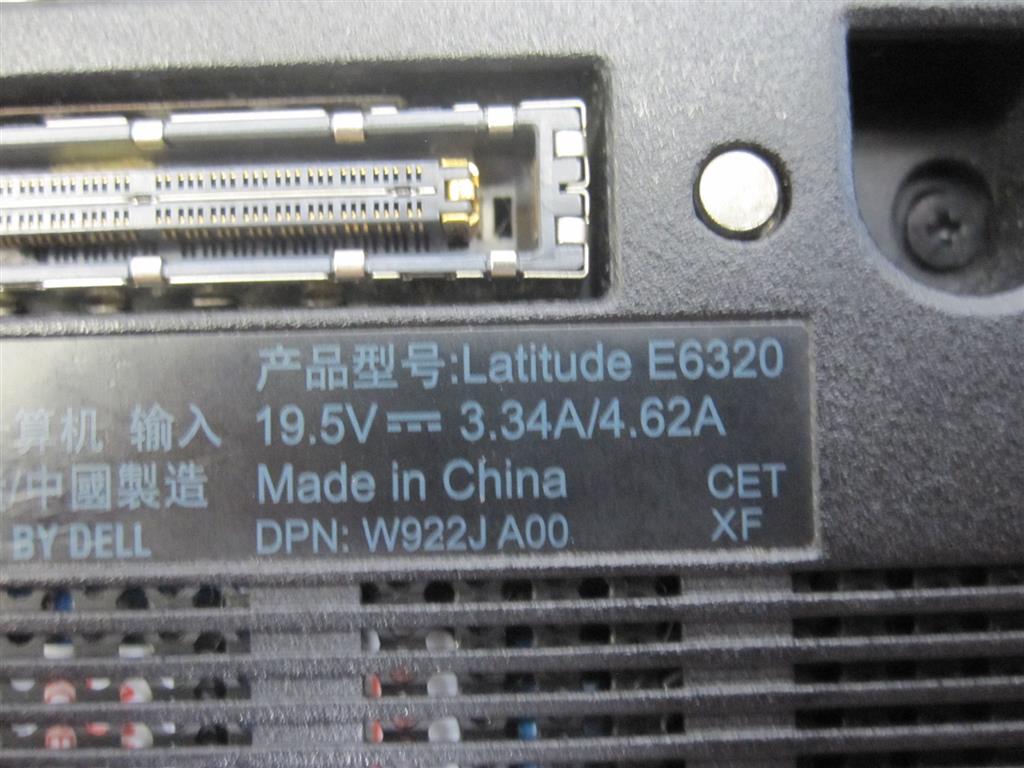 产品型号:Latitude E6320
算机 输入 19.5V⎓ 3.34A/4.62A
/中國製造 Made in China CET
BY DELL DPN: W922J A00 XF